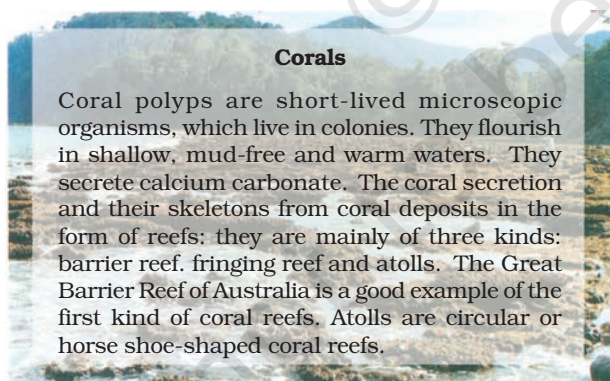 Corals
Coral polyps are short-lived microscopic
organisms, which live in colonies. They flourish
in shallow, mud-free and warm waters. They
secrete calcium carbonate. The coral secretion
and their skeletons from coral deposits in the
form of reefs: they are mainly of three kinds:
barrier reef. fringing reef and atolls. The Great
Barrier Reef of Australia is a good example of the
first kind of coral reefs. Atolls are circular or
horse shoe-shaped coral reefs.